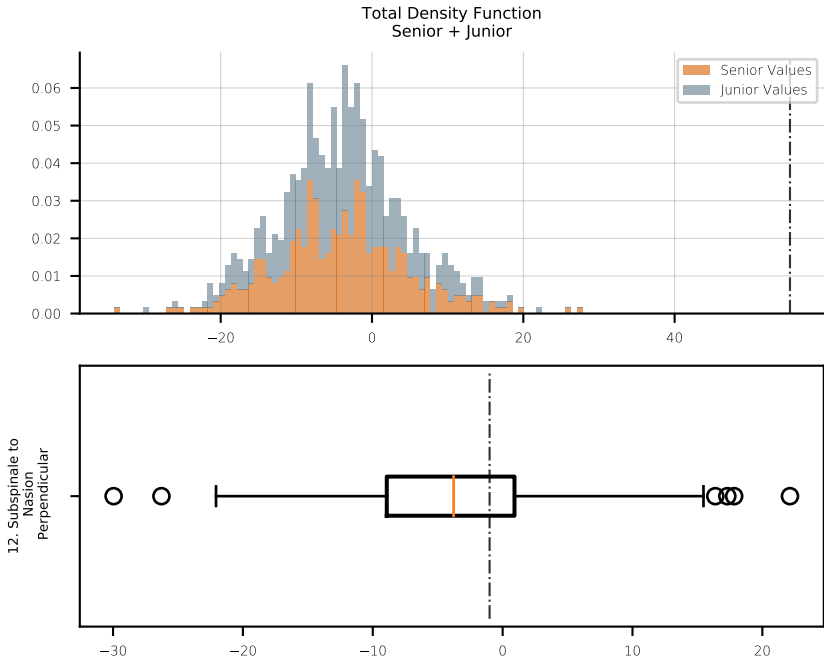 Total Density Function
Senior + Junior
Senior Values
Junior Values
0.06
0.05
0.04
0.03
0.02
0.01
0.00
−20
0
20
40
12. Subspinale to
Nasion
Perpendicular
−30
−20
−10
0
10
20